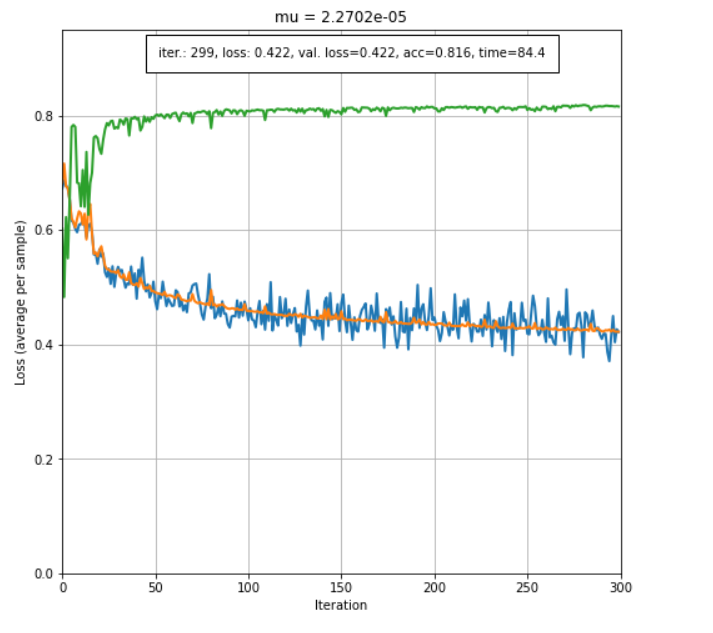 mu = 2.2702e-05
iter.: 299, loss: 0.422, val. loss=0.422, acc=0.816, time=84.4
0.8
0.6
0.4
0.2
0.0
Loss (average per sample)
0 50 100 150 200 250 300
Iteration